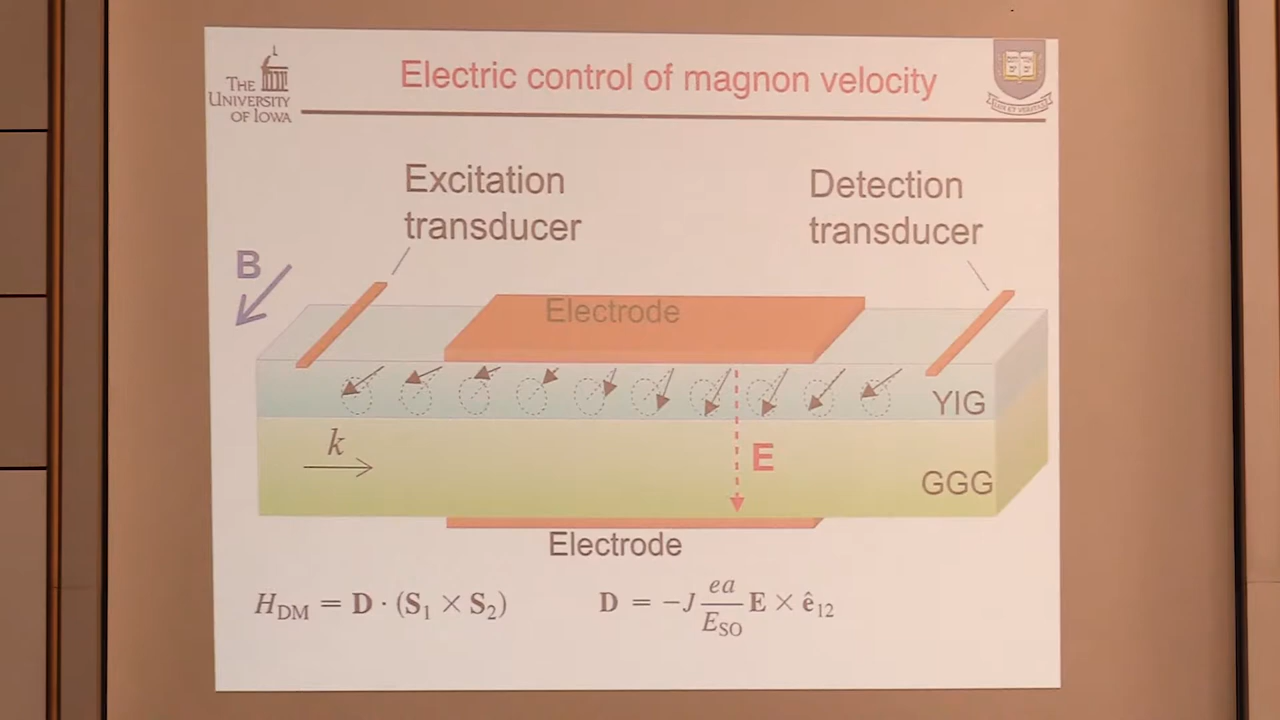 THE
UNIVERSITY
OF IOWA
Electric control of magnon velocity
Excitation
transducer
Detection
transducer
B
Electrode
YIG
k
E
GGG
Electrode
H_DM = D · (S₁ × S₂)
D = −J ea/E_SO E × ê₁₂